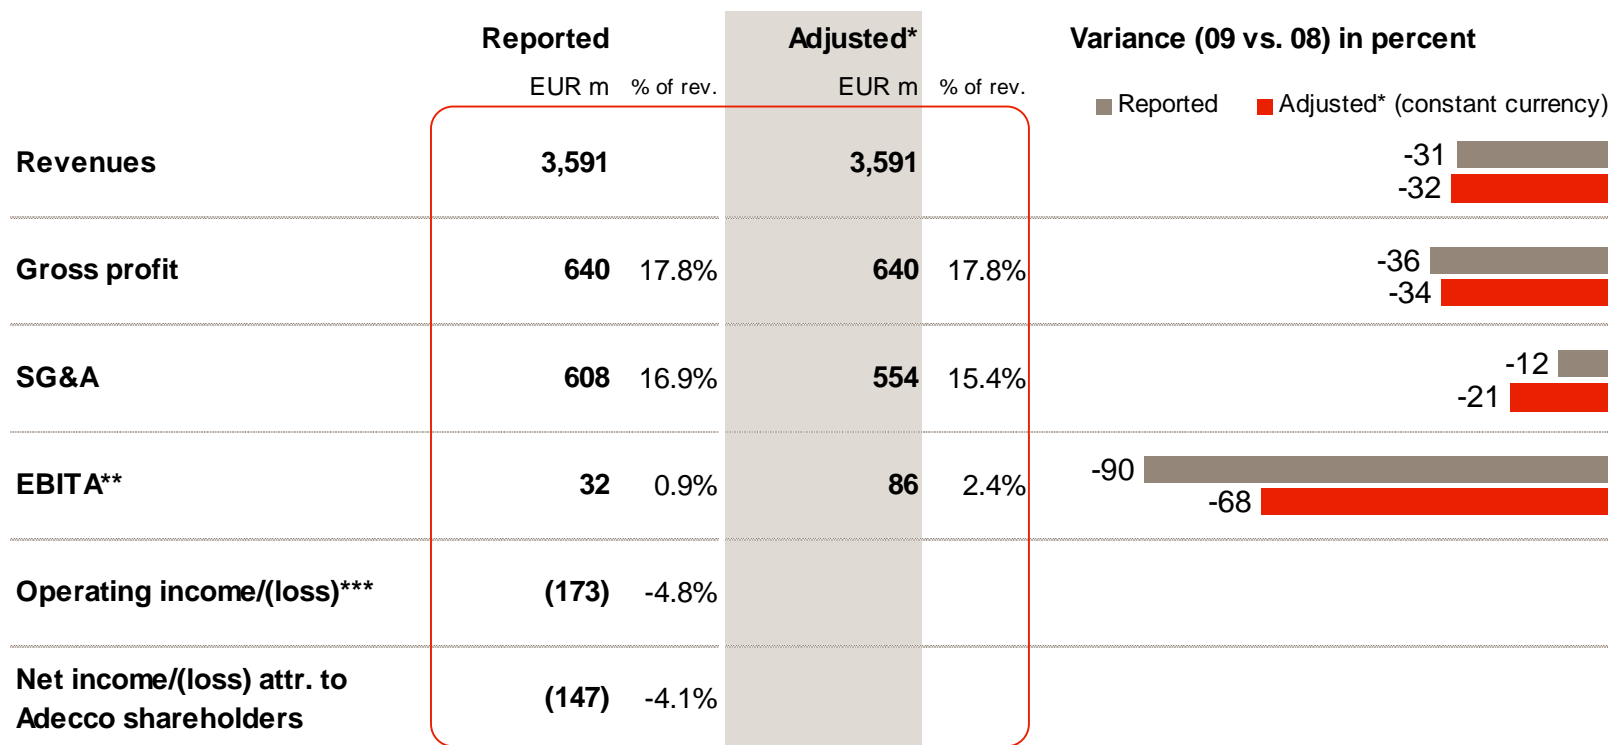 Reported Adjusted* Variance (09 vs. 08) in percent
EUR m % of rev. EUR m % of rev.
Reported Adjusted* (constant currency)
Revenues 3,591 3,591 -31
-32
Gross profit 640 17.8% 640 17.8% -36
-34
SG&A 608 16.9% 554 15.4% -12
-21
EBITA** 32 0.9% 86 2.4% -90
-68
Operating income/(loss)*** (173) -4.8%
Net income/(loss) attr. to
Adecco shareholders (147) -4.1%